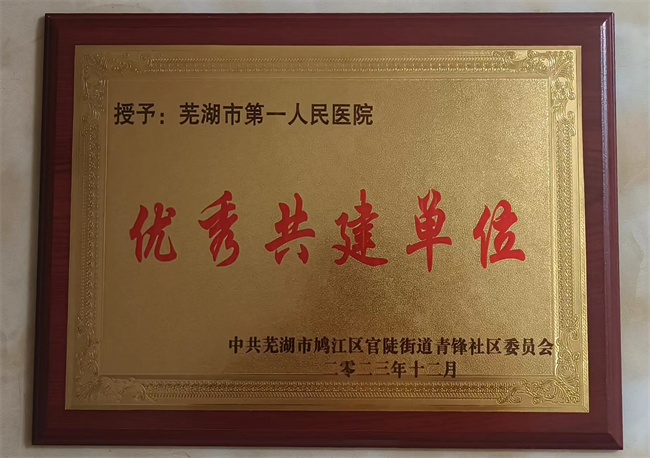 授予：芜湖市第一人民医院
优秀共建单位
中共芜湖市鸠江区官陡街道青锋社区委员会
二零二三年十二月